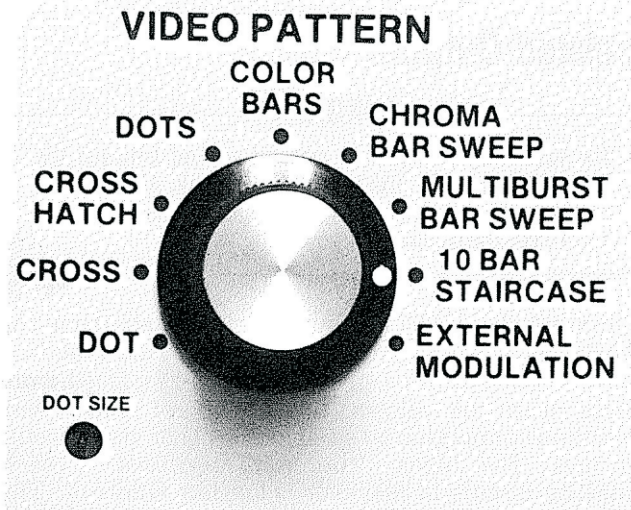 VIDEO PATTERN
COLOR
BARS
DOTS
CHROMA
BAR SWEEP
CROSS
HATCH
MULTIBURST
BAR SWEEP
CROSS
10 BAR
STAIRCASE
DOT
EXTERNAL
MODULATION
DOT SIZE